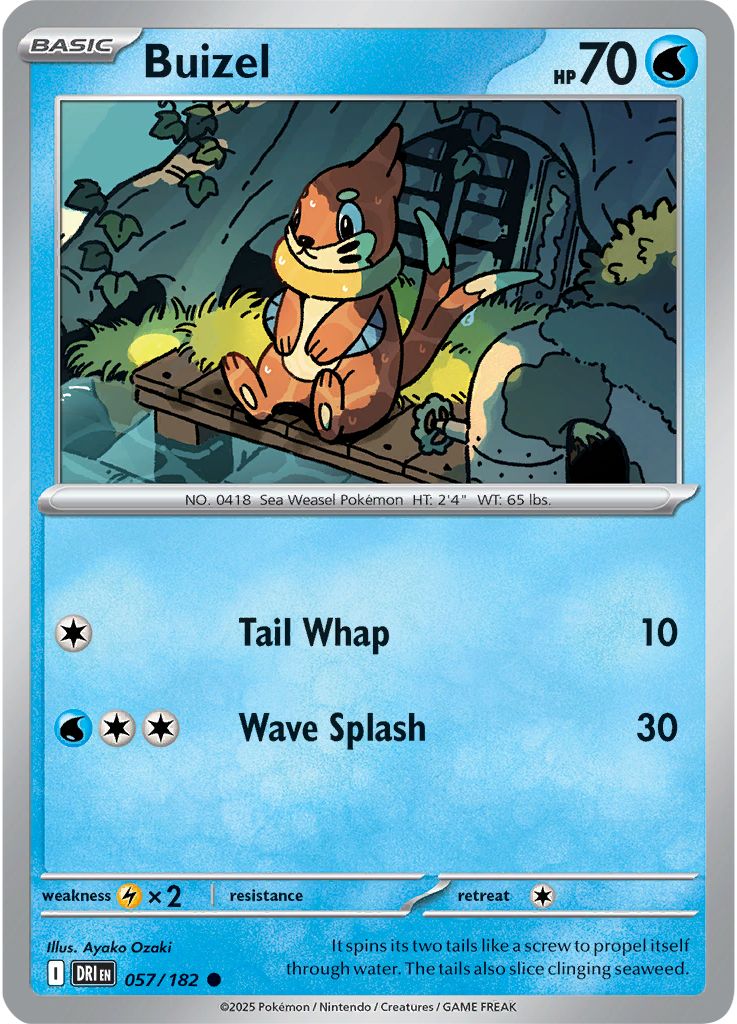 BASIC
Buizel
HP 70
NO. 0418 Sea Weasel Pokémon HT: 2'4" WT: 65 lbs.
Tail Whap 10
Wave Splash 30
weakness ×2 resistance retreat
Illus. Ayako Ozaki
It spins its two tails like a screw to propel itself
through water. The tails also slice clinging seaweed.
I DRI EN 057/182
©2025 Pokémon / Nintendo / Creatures / GAME FREAK